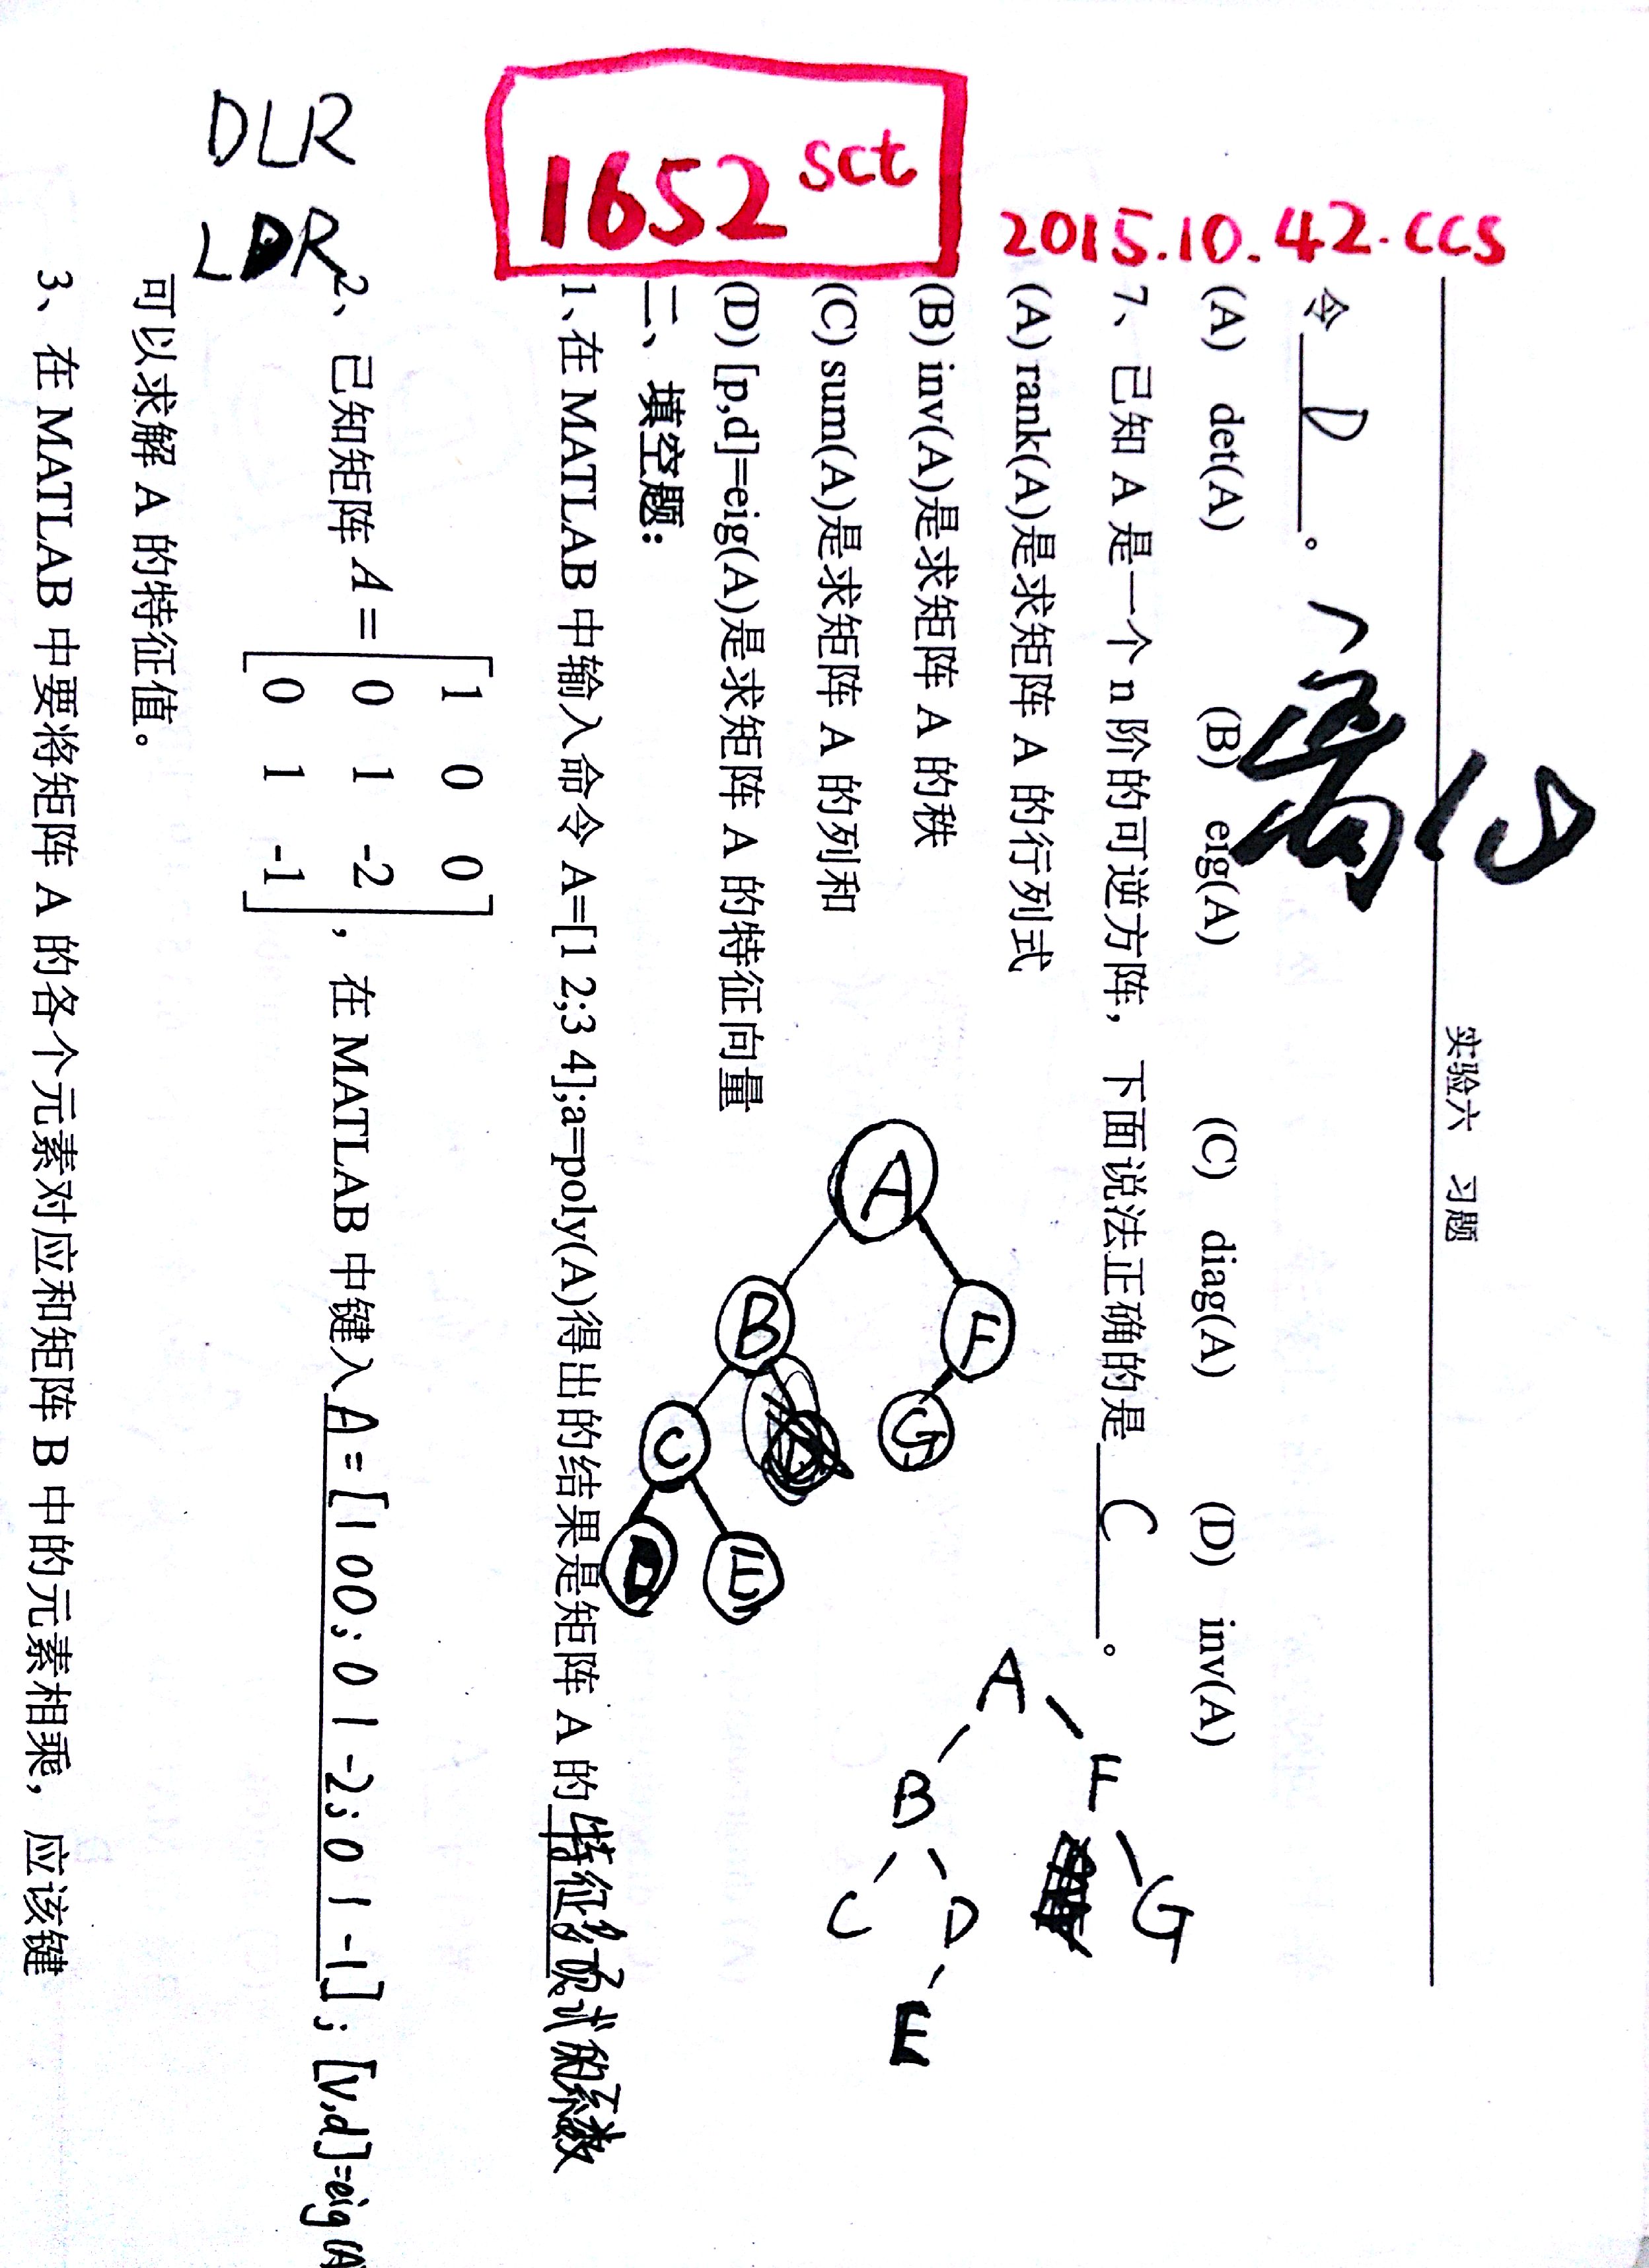 实验六 习题
令 D 。
(A) det(A) (B) eig(A) (C) diag(A) (D) inv(A)
7、已知 A 是一个 n 阶的可逆方阵，下面说法正确的是 C 。
(A) rank(A)是求矩阵 A 的行列式
(B) inv(A)是求矩阵 A 的秩
(C) sum(A)是求矩阵 A 的列和
(D) [p,d]=eig(A)是求矩阵 A 的特征向量
二、填空题：
1、在 MATLAB 中输入命令 A=[1 2;3 4];a=poly(A)得出的结果是矩阵 A 的特征多项式的系数
2、已知矩阵 A =
1 0 0
0 1 -2
0 1 -1
，在 MATLAB 中键入 A=[1 0 0; 0 1 -2; 0 1 -1]; [v,d]=eig(A
可以求解 A 的特征值。
3、在 MATLAB 中要将矩阵 A 的各个元素对应和矩阵 B 中的元素相乘，应该键
A
B F
C G
E
A
B F
C D G
E
DLR
LDR
1652 sct
2015.10.42.ccs